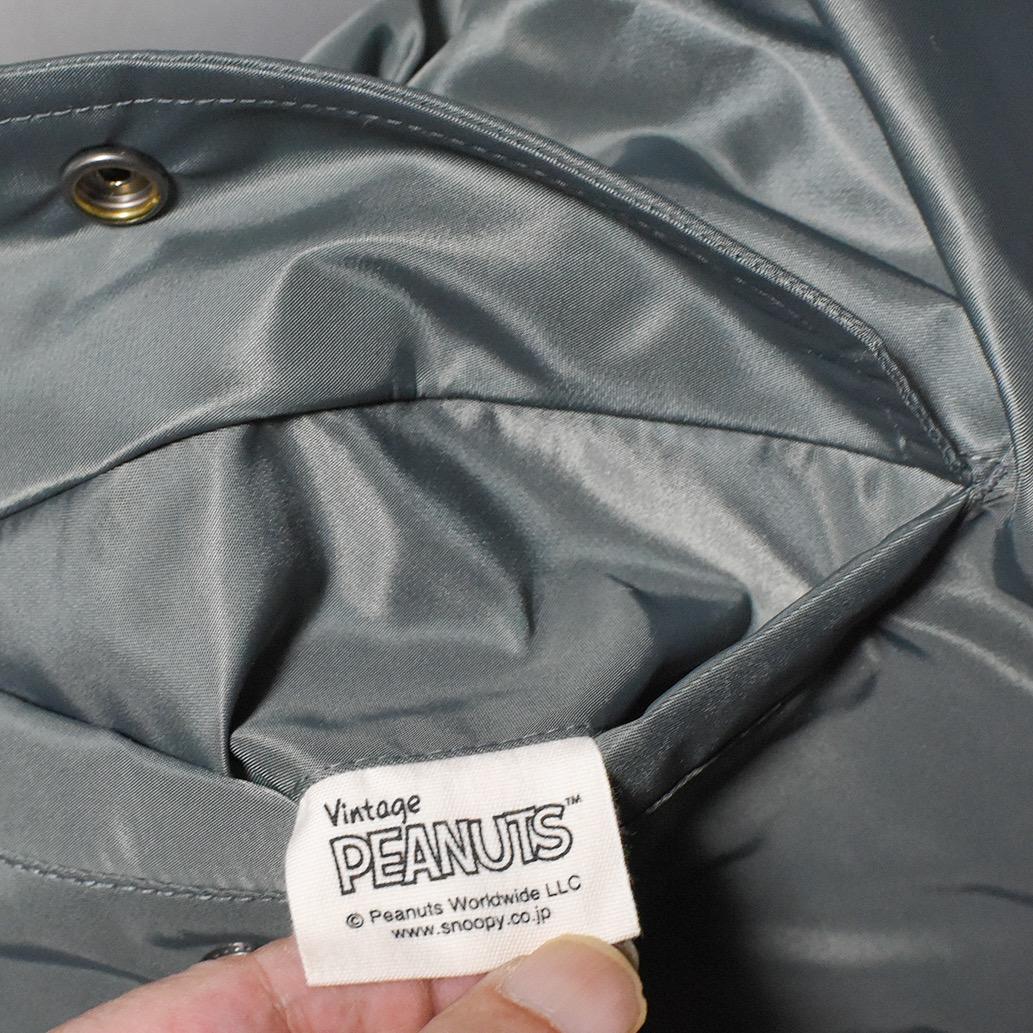 Vintage
PEANUTS™
© Peanuts Worldwide LLC
www.snoopy.co.jp